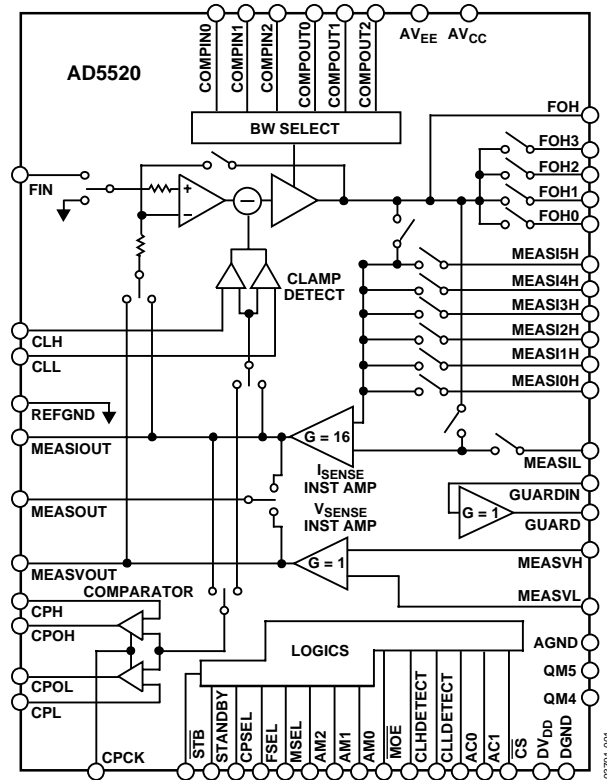 COMPIN0
COMPIN1
COMPIN2
COMPOUT0
COMPOUT1
COMPOUT2
AVEE
AVCC
AD5520
FOH
BW SELECT
FOH3
FOH2
FOH1
FOH0
FIN
+
–
–
MEASI5H
CLAMP
DETECT
MEASI4H
MEASI3H
MEASI2H
MEASI1H
MEASI0H
CLH
CLL
REFGND
MEASIOUT
G = 16
MEASIL
ISENSE
INST AMP
GUARDIN
MEASOUT
VSENSE
INST AMP
G = 1
GUARD
MEASVOUT
G = 1
MEASVH
COMPARATOR
MEASVL
CPH
CPOH
AGND
LOGICS
CPOL
QM5
CPL
QM4
CPCK
STB
STANDBY
CPSEL
FSEL
MSEL
AM2
AM1
AM0
MOE
CLHDETECT
CLLDETECT
AC0
AC1
CS
DVDD
DGND
03701-001